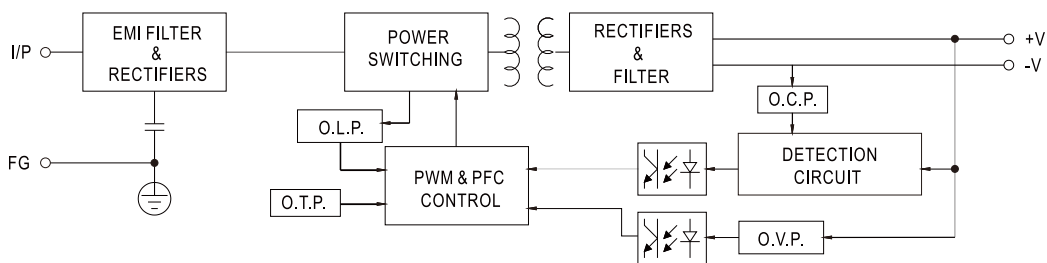 I/P
EMI FILTER
&
RECTIFIERS
POWER
SWITCHING
RECTIFIERS
&
FILTER
+V
-V
O.C.P.
O.L.P.
FG
PWM & PFC
CONTROL
DETECTION
CIRCUIT
O.T.P.
O.V.P.